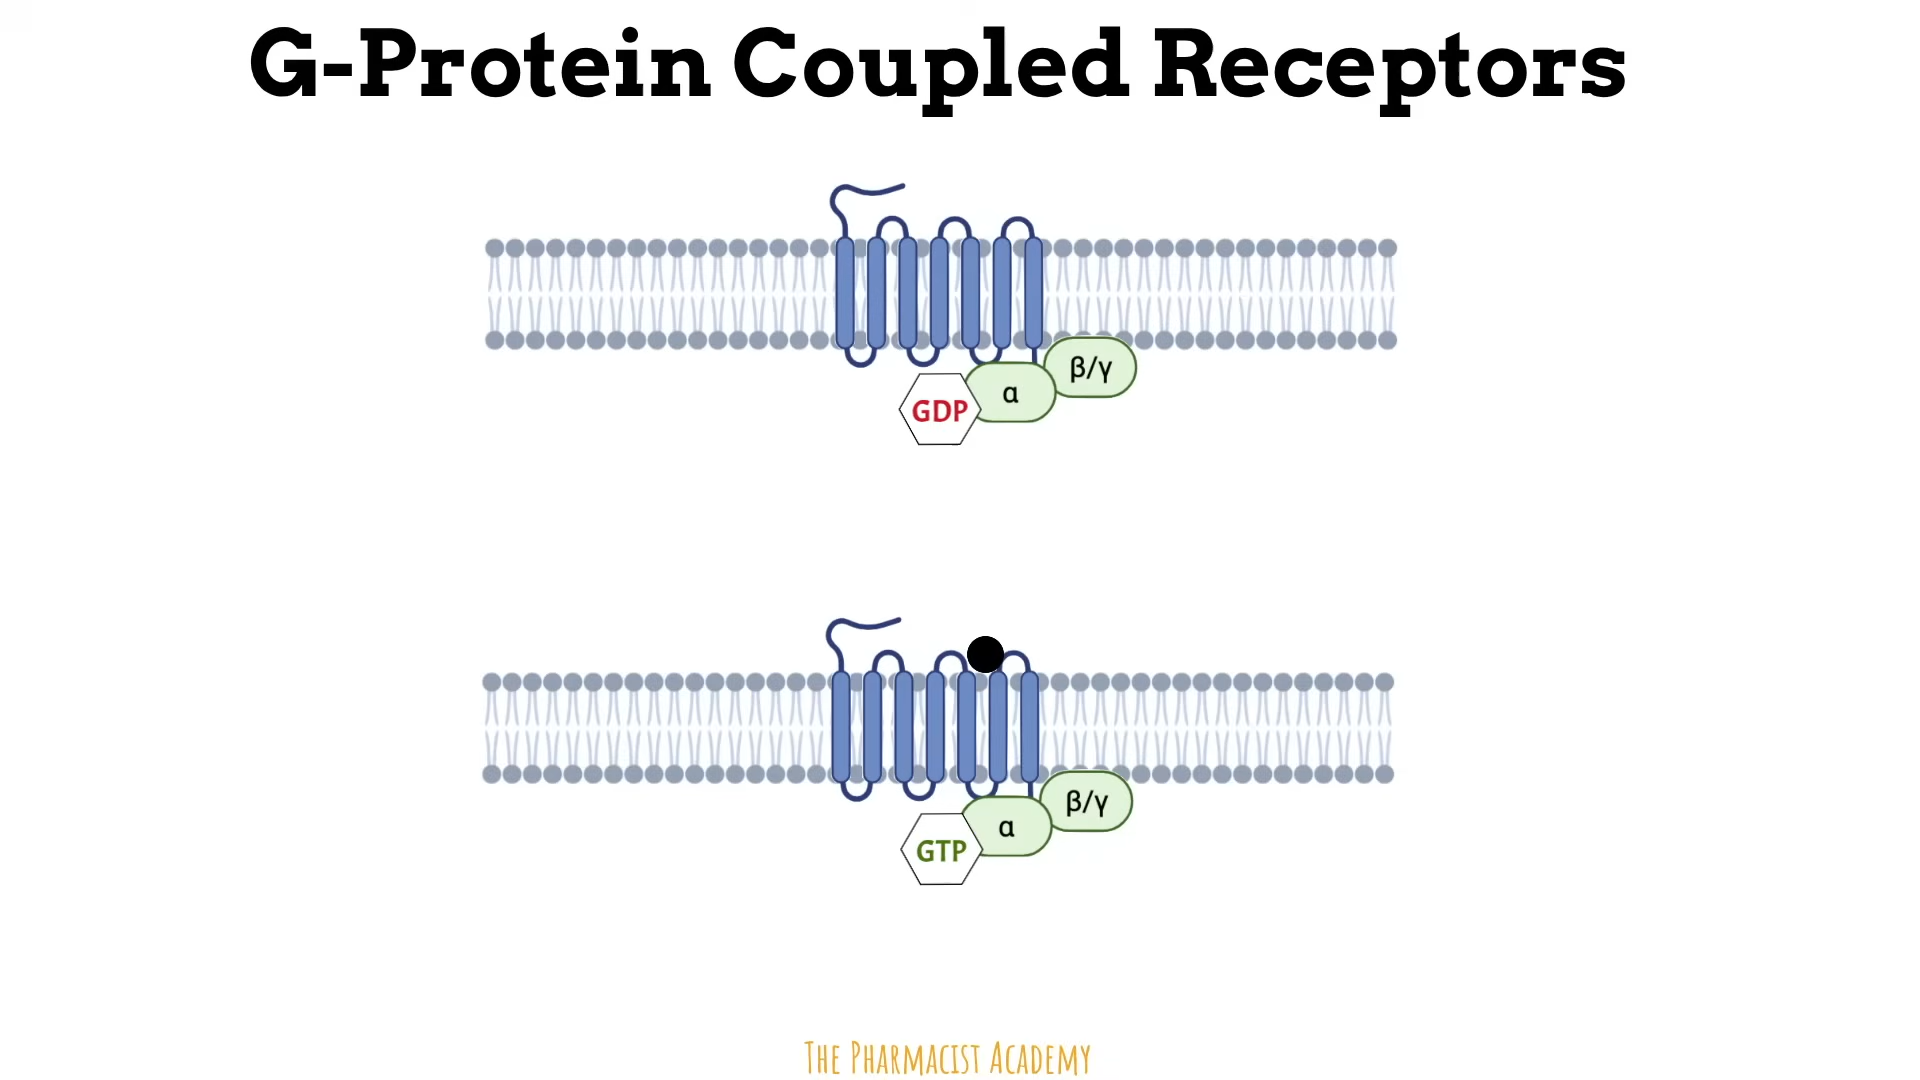 G-Protein Coupled Receptors
β/γ
α
GDP
β/γ
α
GTP
The Pharmacist Academy